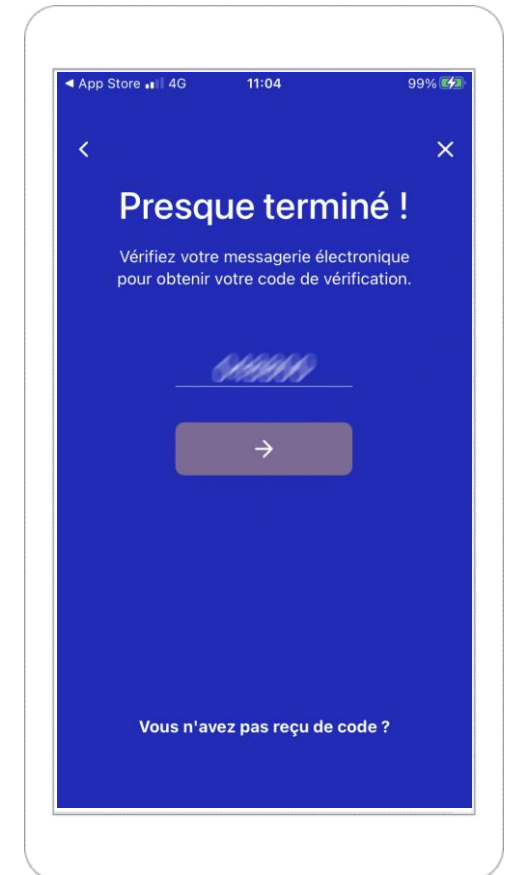 App Store 4G 11:04 99%
Presque terminé !
Vérifiez votre messagerie électronique
pour obtenir votre code de vérification.
Vous n'avez pas reçu de code ?